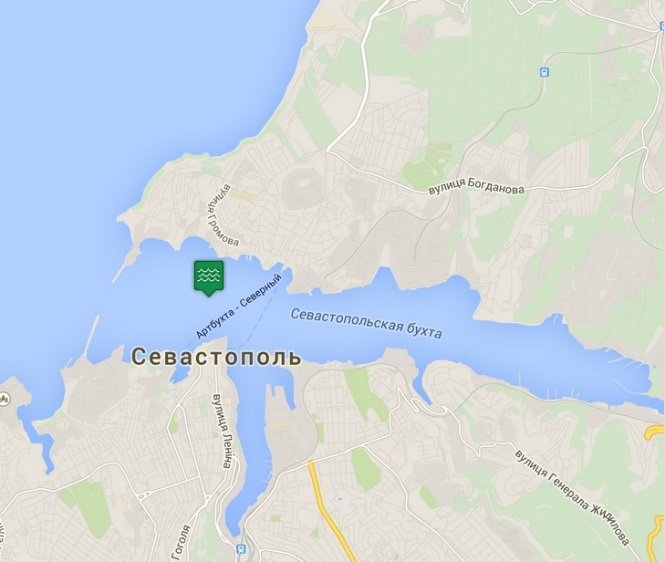 вулиця Богданова
вулиця
Громова
Артбухта - Северный
Севастопольская бухта
Севастополь
вулиця Леніна
вулиця Генерала Жидилова
Гоголя